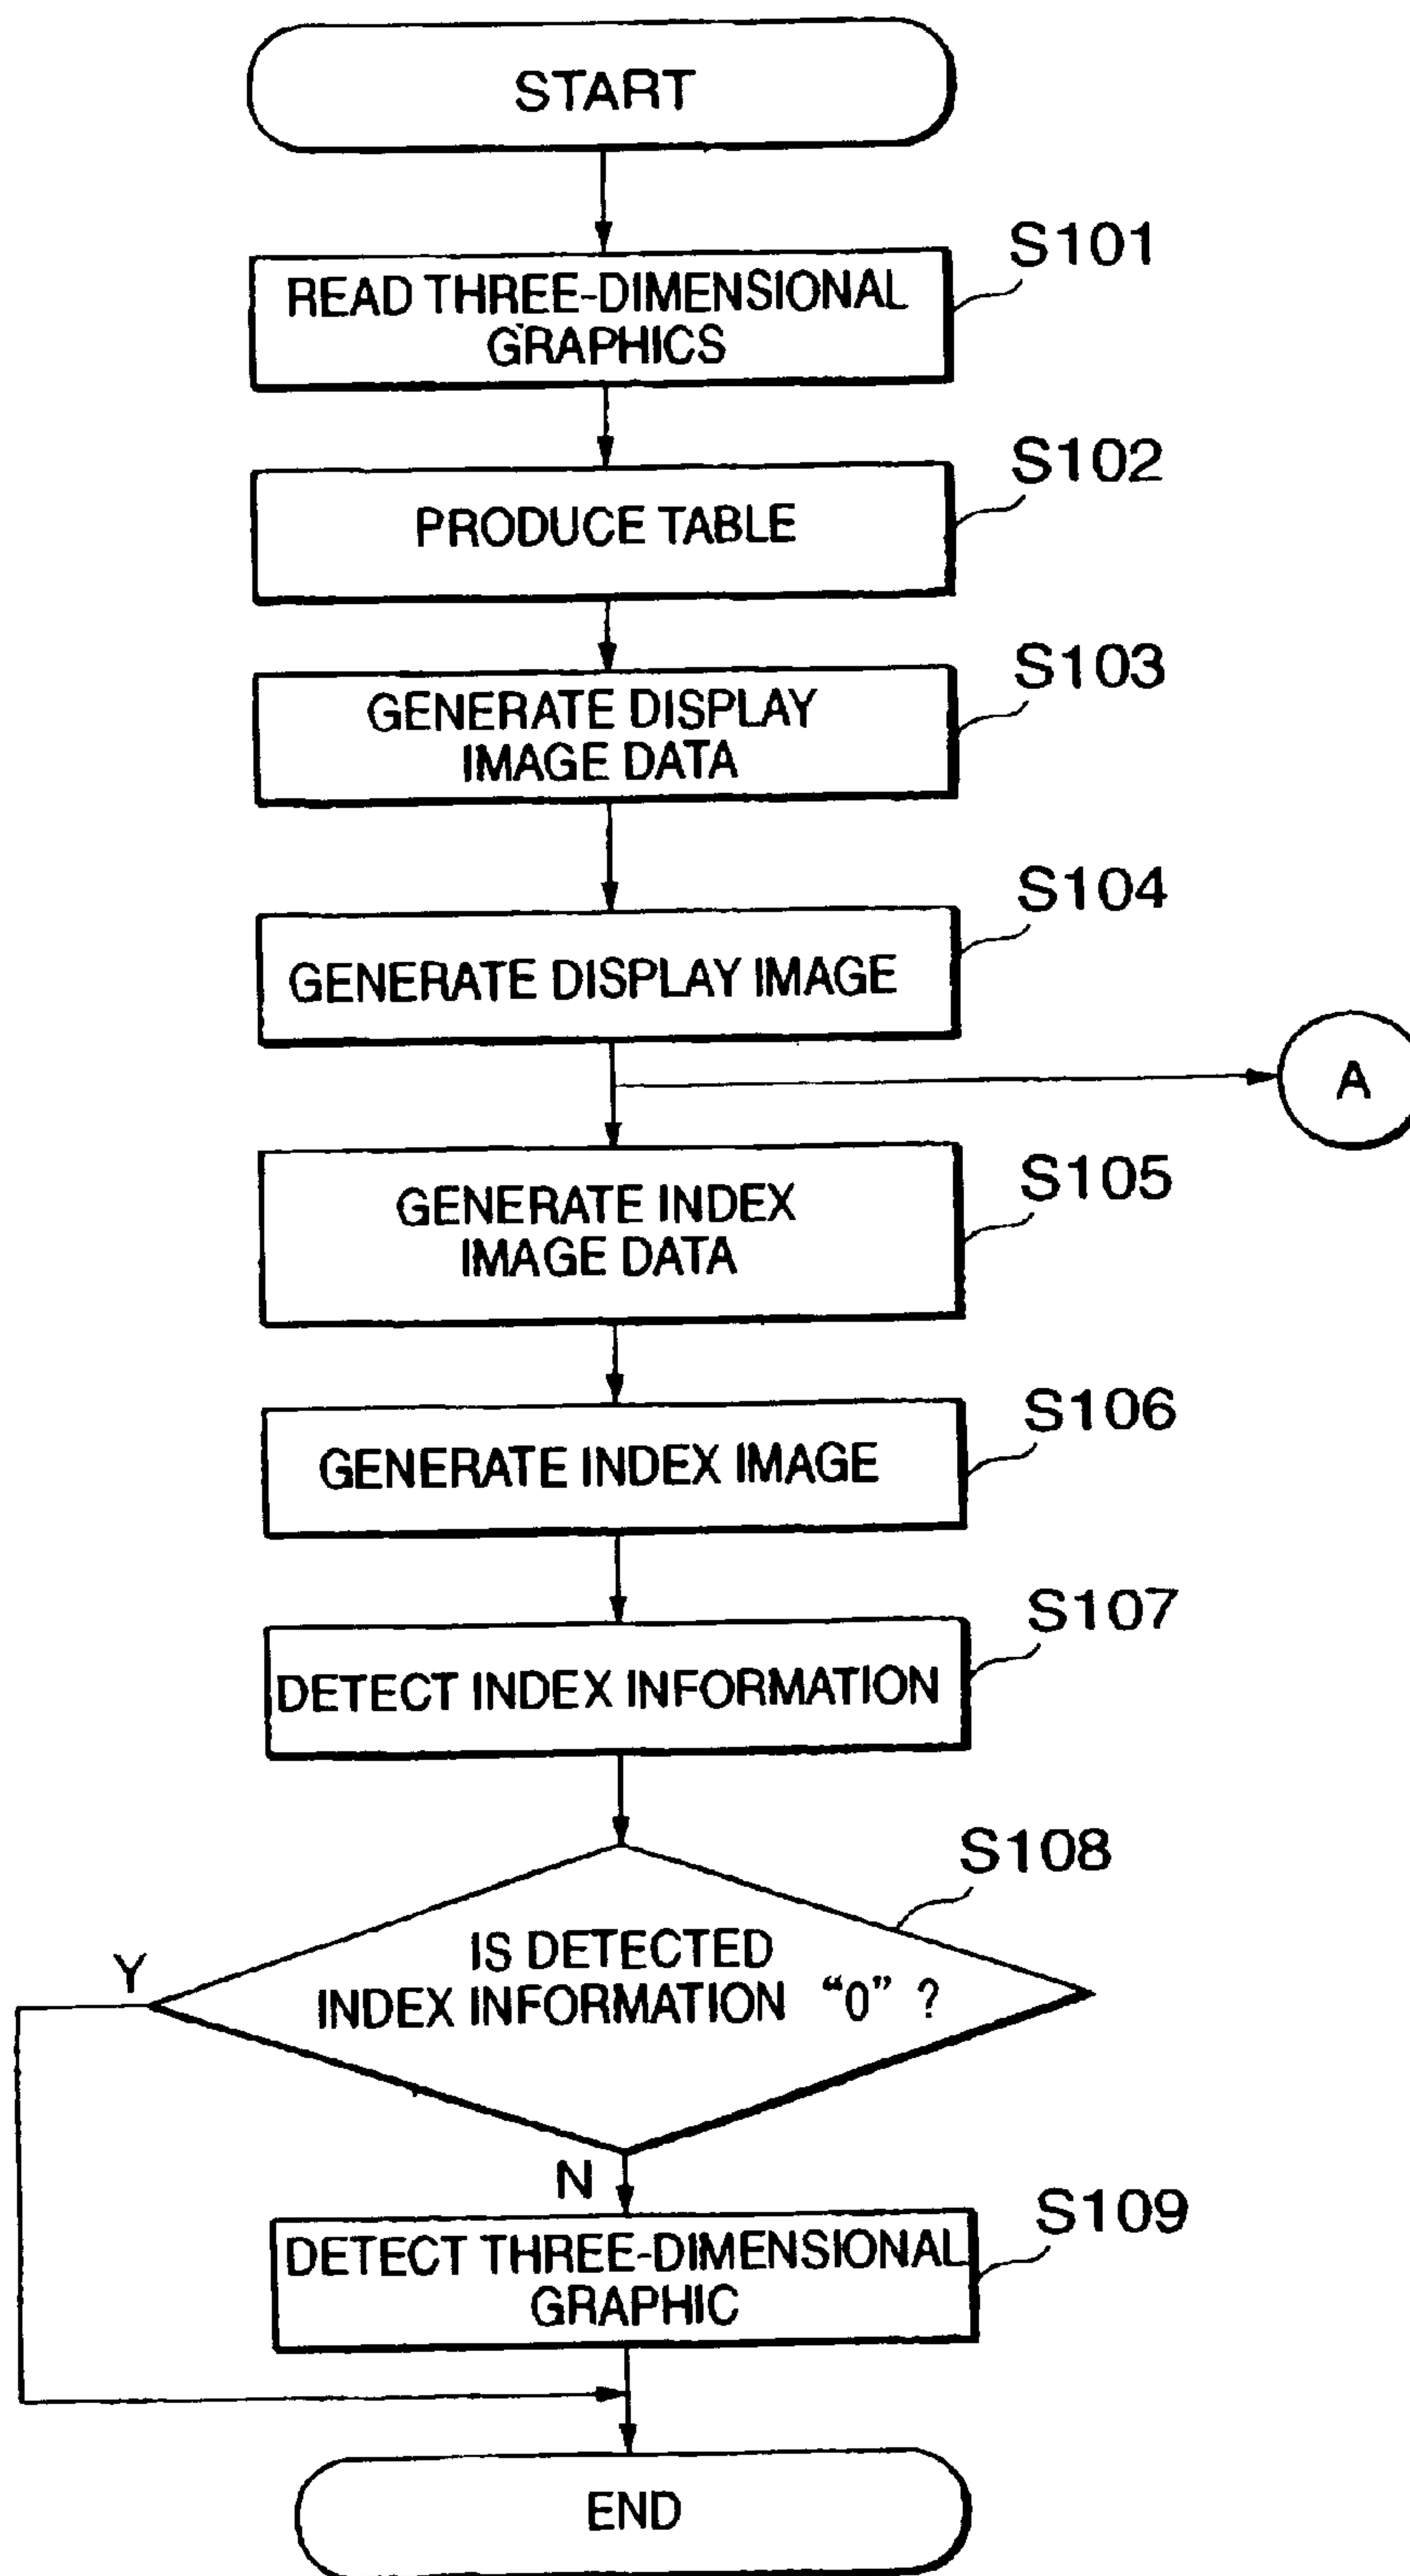 START
S101
READ THREE-DIMENSIONAL
GRAPHICS
S102
PRODUCE TABLE
S103
GENERATE DISPLAY
IMAGE DATA
S104
GENERATE DISPLAY IMAGE
A
S105
GENERATE INDEX
IMAGE DATA
S106
GENERATE INDEX IMAGE
S107
DETECT INDEX INFORMATION
S108
IS DETECTED
Y
INDEX INFORMATION “0” ?
N
S109
DETECT THREE-DIMENSIONAL
GRAPHIC
END